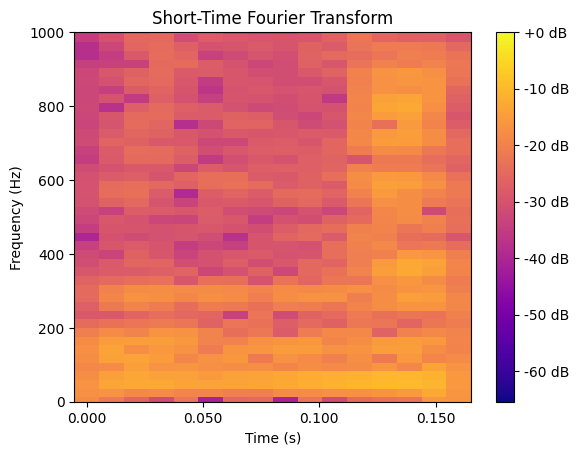 Short-Time Fourier Transform
1000
800
600
400
200
0
Frequency (Hz)
0.000
0.050
0.100
0.150
Time (s)
+0 dB
-10 dB
-20 dB
-30 dB
-40 dB
-50 dB
-60 dB